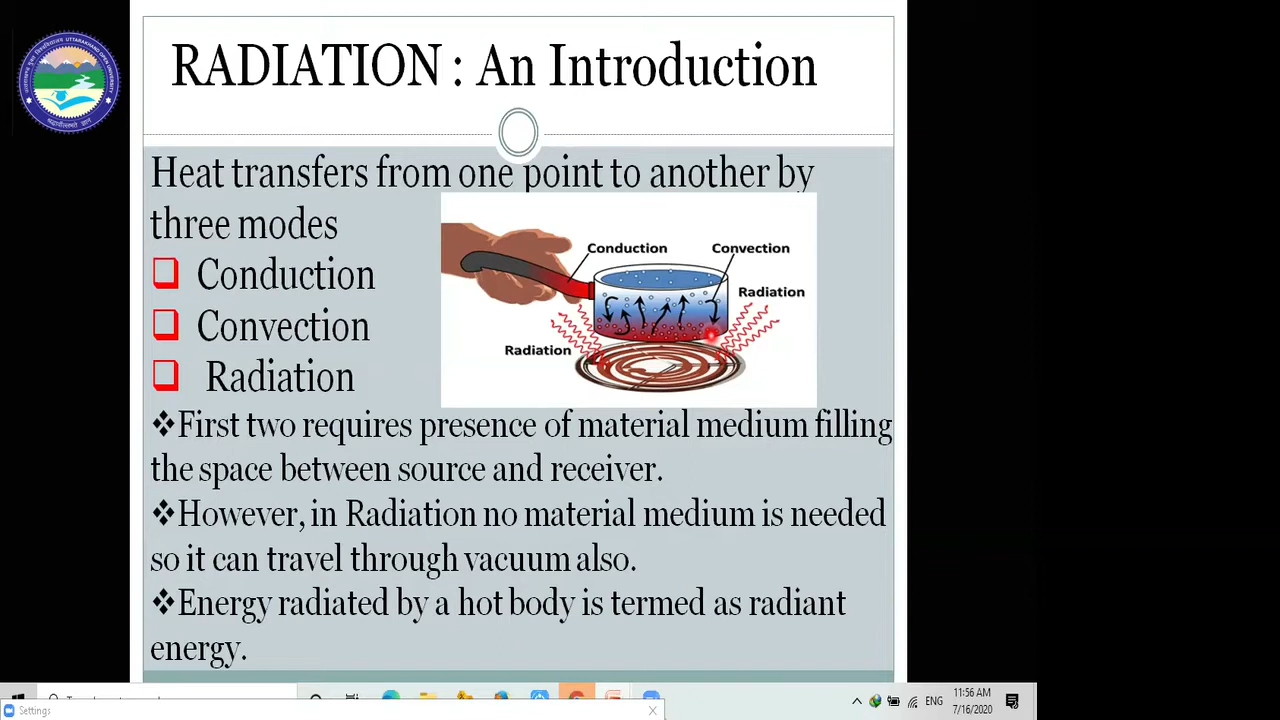 RADIATION : An Introduction
Heat transfers from one point to another by
three modes
Conduction
Convection
Radiation
Conduction
Convection
Radiation
Radiation
❖First two requires presence of material medium filling
the space between source and receiver.
❖However, in Radiation no material medium is needed
so it can travel through vacuum also.
❖Energy radiated by a hot body is termed as radiant
energy.
ENG
11:56 AM
7/16/2020
Settings